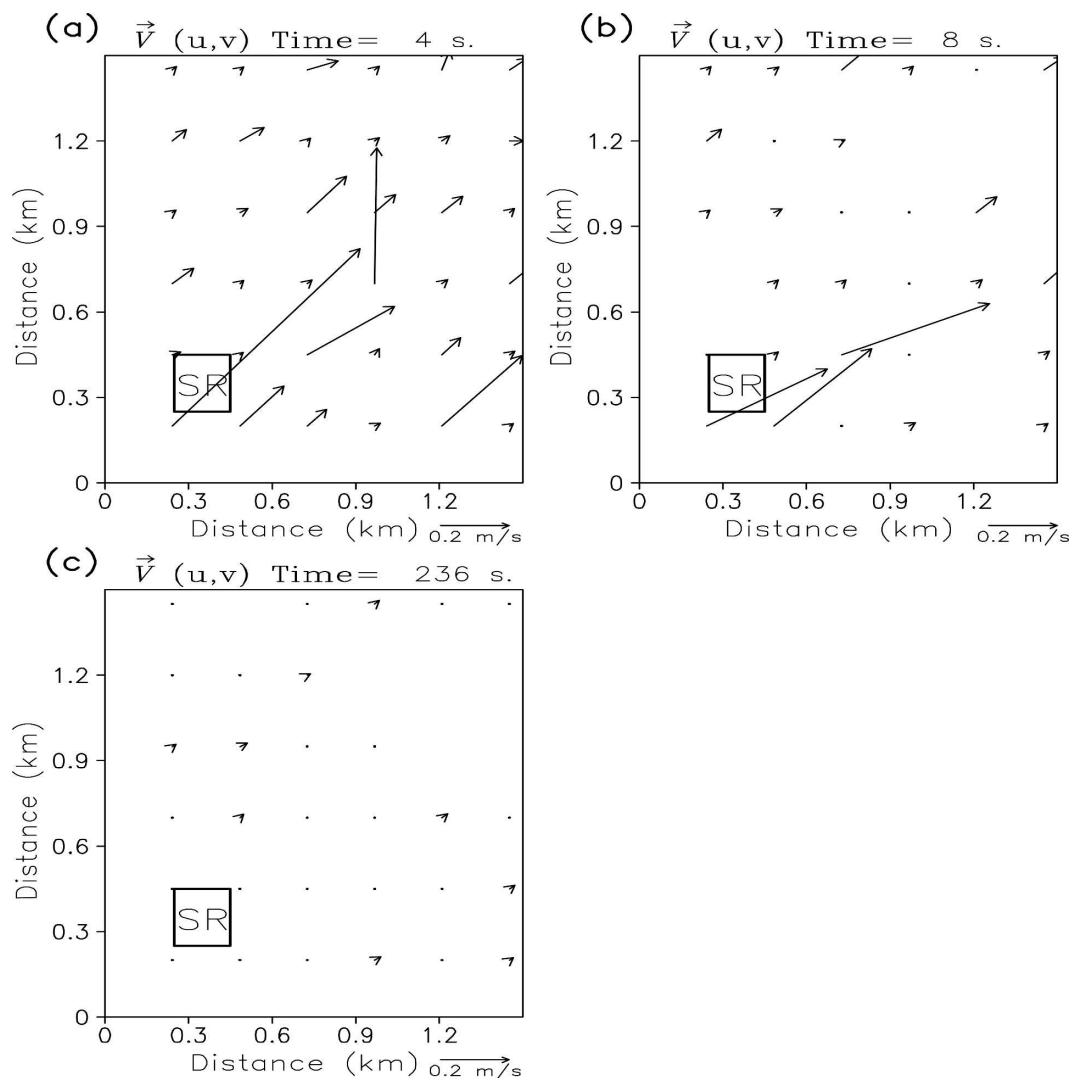 (a) V⃗ (u,v) Time= 4 s.
1.2
0.9
0.6
0.3
0
Distance (km)
SR
0 0.3 0.6 0.9 1.2
Distance (km) 0.2 m/s
(b) V⃗ (u,v) Time= 8 s.
1.2
0.9
0.6
0.3
0
Distance (km)
SR
0 0.3 0.6 0.9 1.2
Distance (km) 0.2 m/s
(c) V⃗ (u,v) Time= 236 s.
1.2
0.9
0.6
0.3
0
Distance (km)
SR
0 0.3 0.6 0.9 1.2
Distance (km) 0.2 m/s